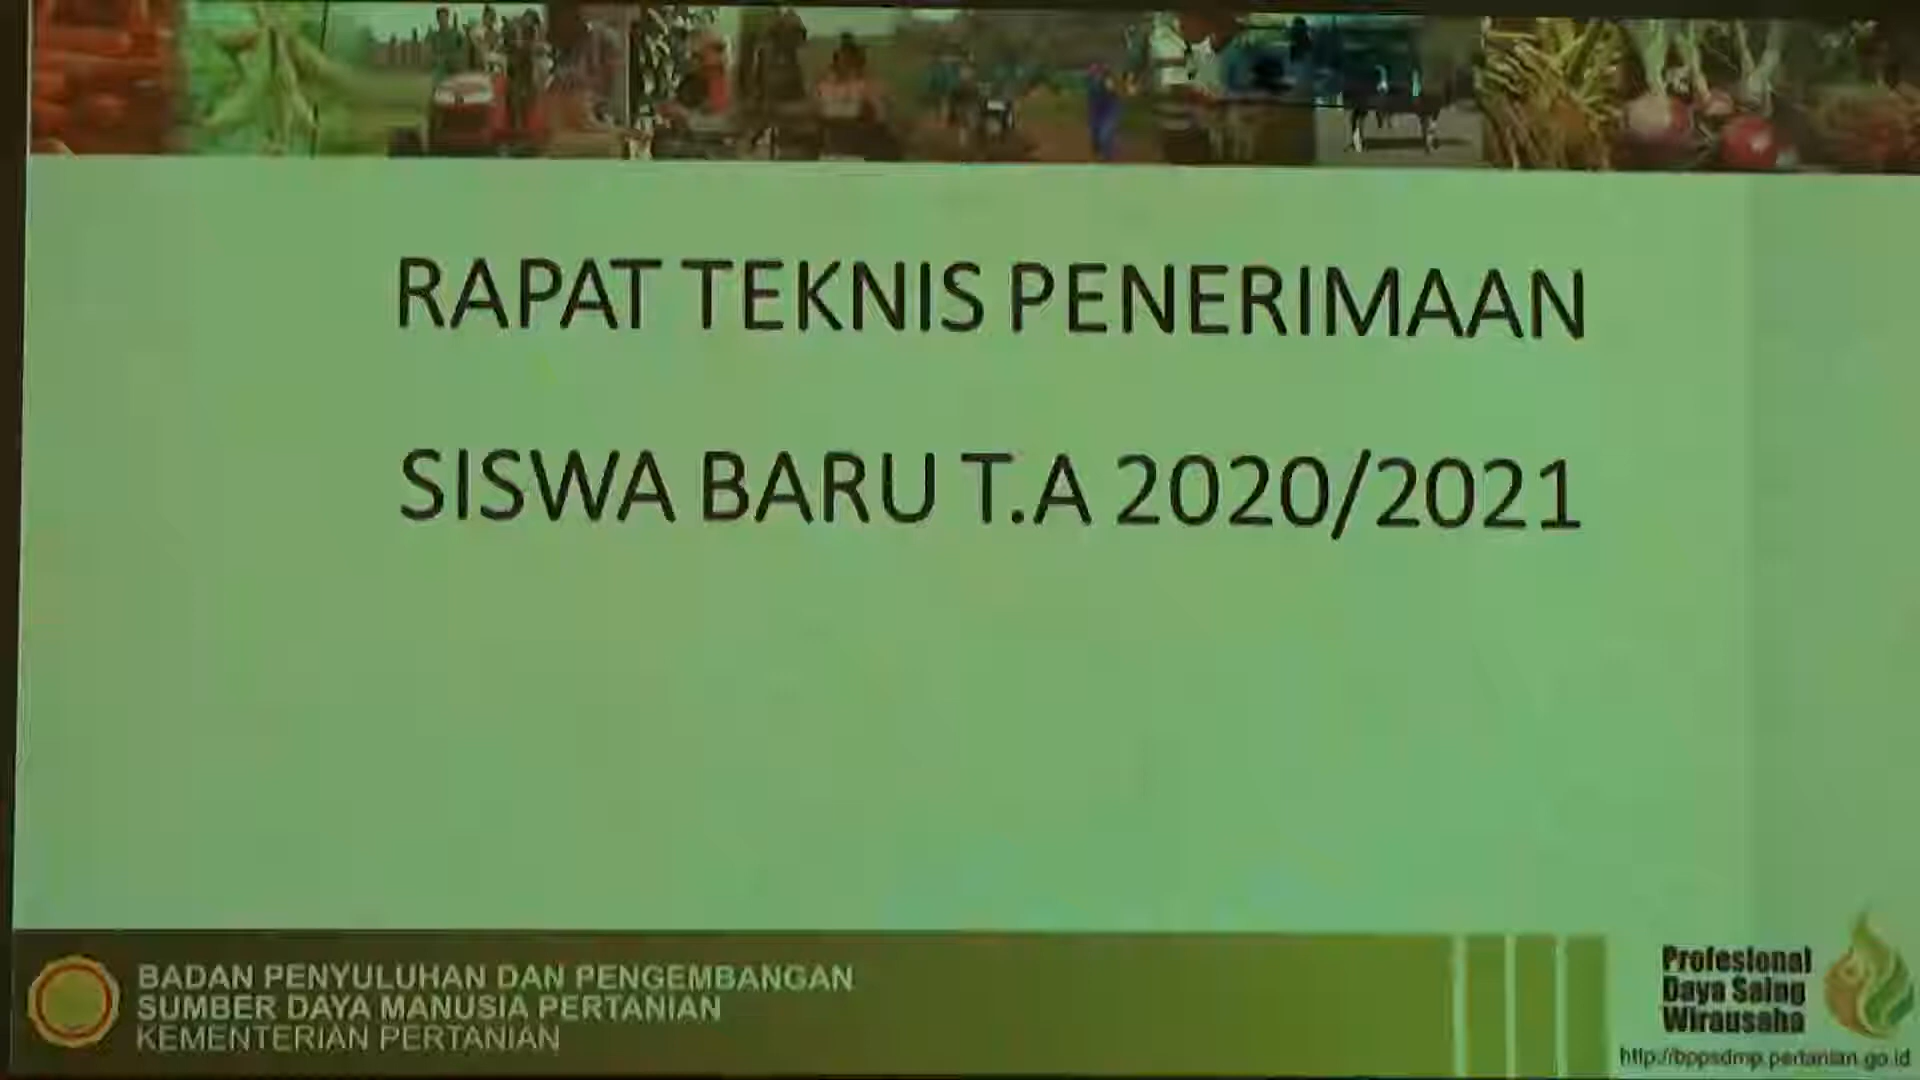 RAPAT TEKNIS PENERIMAAN
SISWA BARU T.A 2020/2021
BADAN PENYULUHAN DAN PENGEMBANGAN
SUMBER DAYA MANUSIA PERTANIAN
KEMENTERIAN PERTANIAN
Profesional
Daya Saing
Wirausaha
http://bppsdmp.pertanian.go.id